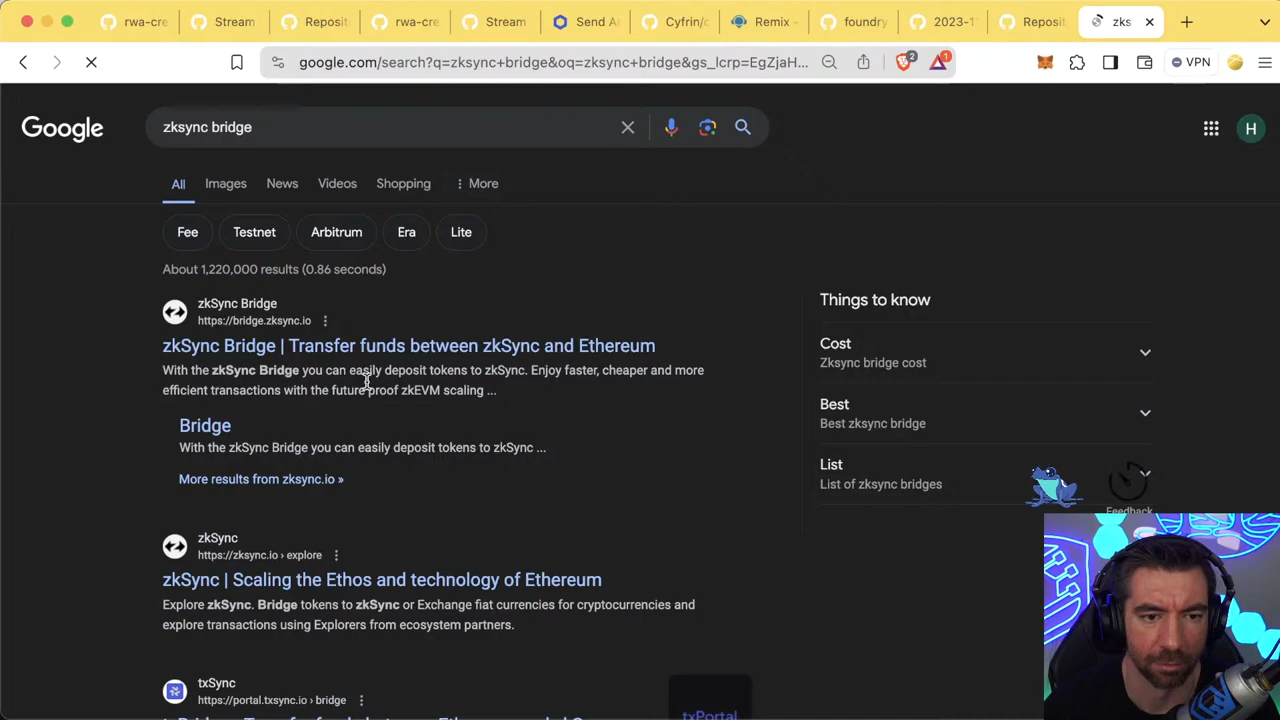 rwa-cre
Stream
Reposit
rwa-cre
Stream
Send A
Cyfrin/c
Remix -
foundry
2023-1
Reposit
zks
google.com/search?q=zksync+bridge&oq=zksync+bridge&gs_lcrp=EgZjaH...
2
1
VPN
Google
zksync bridge
H
All
Images
News
Videos
Shopping
More
Fee
Testnet
Arbitrum
Era
Lite
About 1,220,000 results (0.86 seconds)
zkSync Bridge
https://bridge.zksync.io
zkSync Bridge | Transfer funds between zkSync and Ethereum
With the zkSync Bridge you can easily deposit tokens to zkSync. Enjoy faster, cheaper and more
efficient transactions with the future proof zkEVM scaling ...
Bridge
With the zkSync Bridge you can easily deposit tokens to zkSync ...
More results from zksync.io »
zkSync
https://zksync.io › explore
zkSync | Scaling the Ethos and technology of Ethereum
Explore zkSync. Bridge tokens to zkSync or Exchange fiat currencies for cryptocurrencies and
explore transactions using Explorers from ecosystem partners.
txSync
https://portal.txsync.io › bridge
txPortal
Things to know
Cost
Zksync bridge cost
Best
Best zksync bridge
List
List of zksync bridges
Feedback